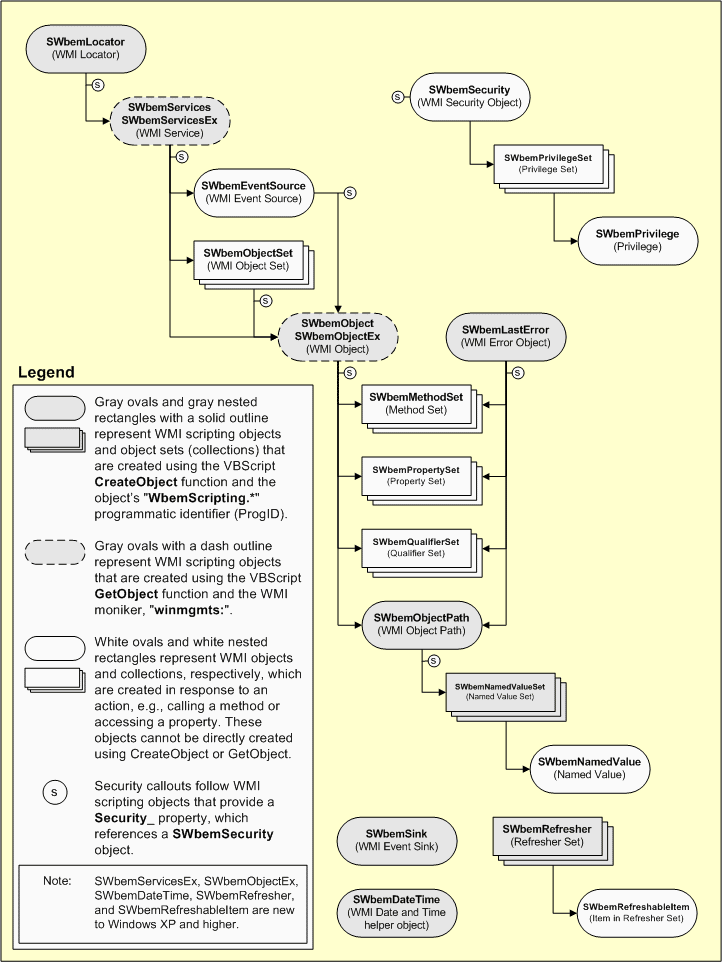 SWbemLocator
(WMI Locator)
S
SWbemServices
SWbemServicesEx
(WMI Service)
S
SWbemEventSource
(WMI Event Source)
S
SWbemObjectSet
(WMI Object Set)
S
SWbemObject
SWbemObjectEx
(WMI Object)
S
S
SWbemSecurity
(WMI Security Object)
SWbemPrivilegeSet
(Privilege Set)
SWbemPrivilege
(Privilege)
SWbemLastError
(WMI Error Object)
S
SWbemMethodSet
(Method Set)
SWbemPropertySet
(Property Set)
SWbemQualifierSet
(Qualifier Set)
SWbemObjectPath
(WMI Object Path)
S
SWbemNamedValueSet
(Named Value Set)
SWbemNamedValue
(Named Value)
SWbemSink
(WMI Event Sink)
SWbemRefresher
(Refresher Set)
SWbemDateTime
(WMI Date and Time
helper object)
SWbemRefreshableItem
(Item in Refresher Set)
Legend
Gray ovals and gray nested
rectangles with a solid outline
represent WMI scripting objects
and object sets (collections) that
are created using the VBScript
CreateObject function and the
object's "WbemScripting.*"
programmatic identifier (ProgID).
Gray ovals with a dash outline
represent WMI scripting objects
that are created using the VBScript
GetObject function and the WMI
moniker, "winmgmts:".
White ovals and white nested
rectangles represent WMI objects
and collections, respectively, which
are created in response to an
action, e.g., calling a method or
accessing a property. These
objects cannot be directly created
using CreateObject or GetObject.
S
Security callouts follow WMI
scripting objects that provide a
Security_ property, which
references a SWbemSecurity
object.
Note: SWbemServicesEx, SWbemObjectEx,
SWbemDateTime, SWbemRefresher,
and SWbemRefreshableItem are new
to Windows XP and higher.